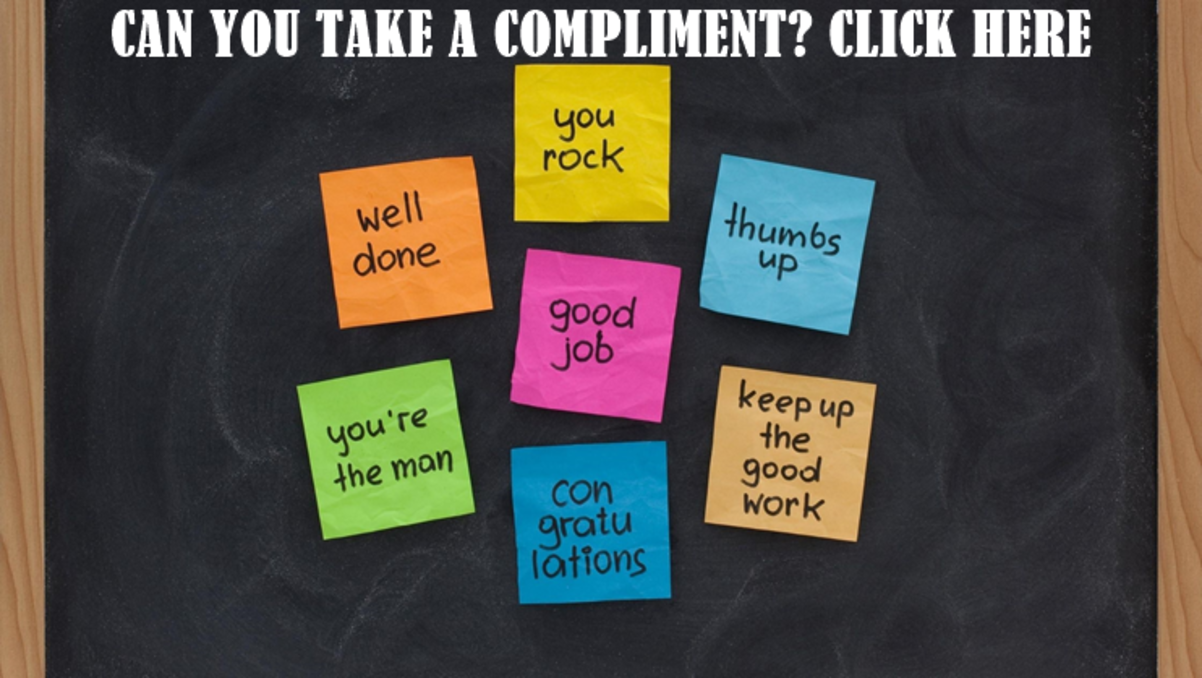 CAN YOU TAKE A COMPLIMENT? CLICK HERE
you
rock
well
done
thumbs
up
good
job
you're
the man
keep up
the
good
work
con
gratu
lations